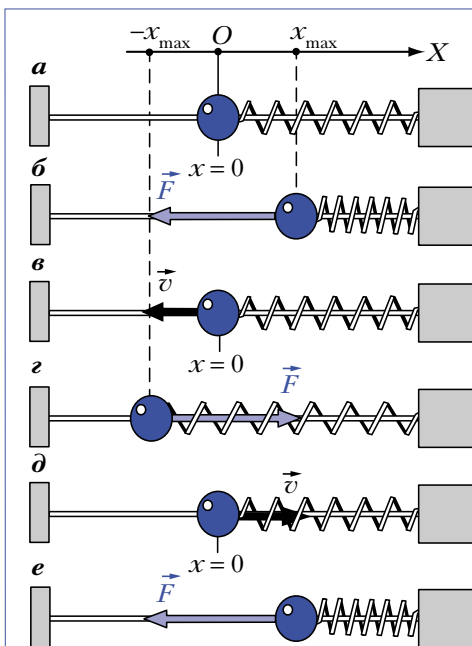 −x_max O x_max
X
а
x = 0
б
F⃗
в
v⃗
x = 0
г
F⃗
д
v⃗
x = 0
е
F⃗